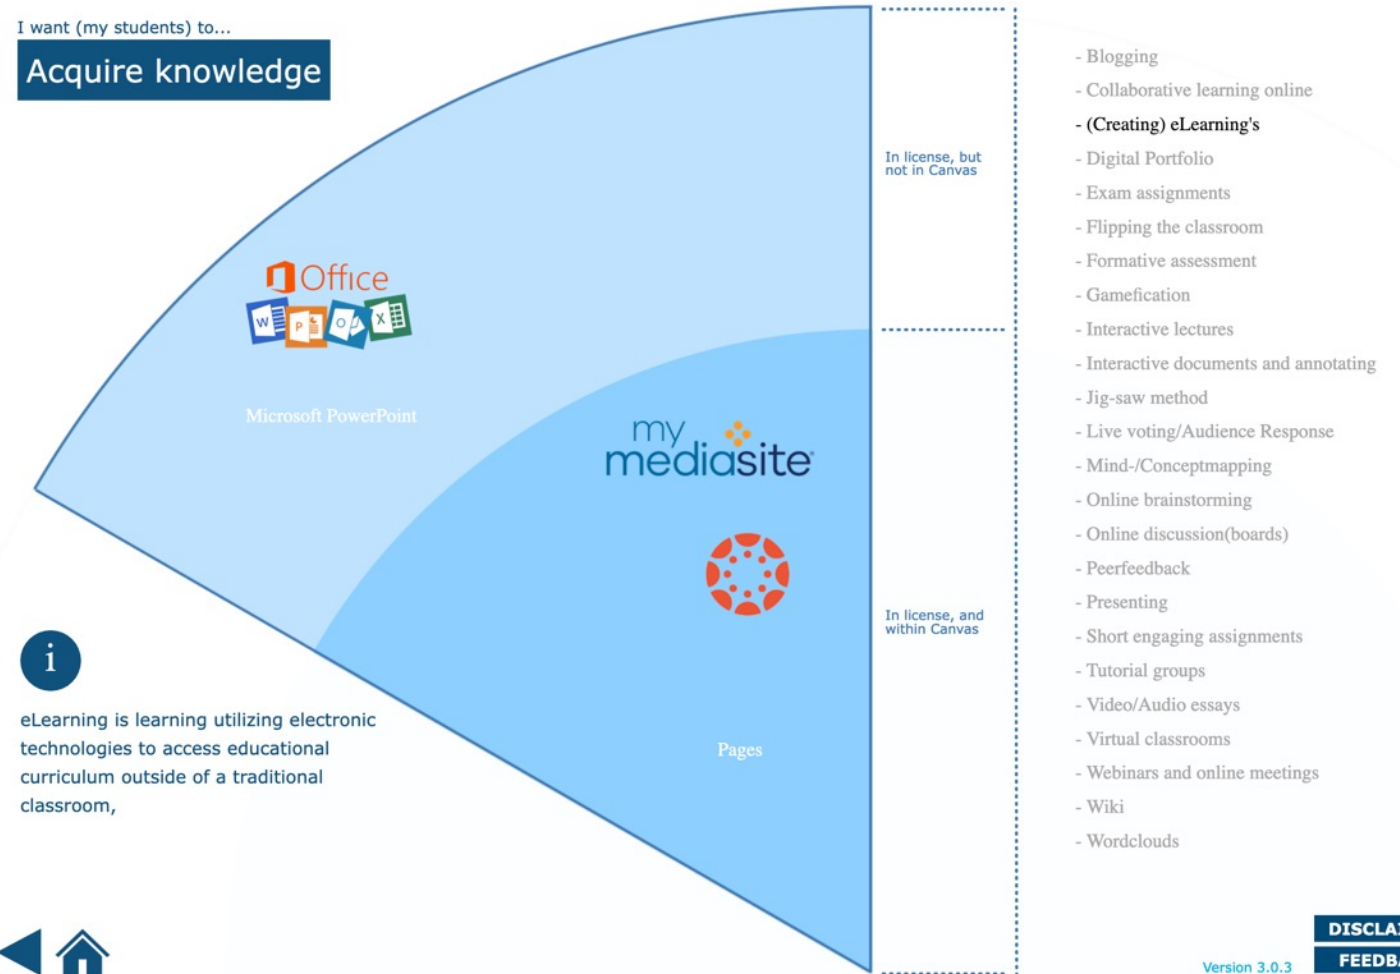 I want (my students) to...
Acquire knowledge
In license, but
not in Canvas
Office
W P O X
Microsoft PowerPoint
my
mediasite
In license, and
within Canvas
Pages
i
eLearning is learning utilizing electronic
technologies to access educational
curriculum outside of a traditional
classroom,
- Blogging
- Collaborative learning online
- (Creating) eLearning's
- Digital Portfolio
- Exam assignments
- Flipping the classroom
- Formative assessment
- Gamefication
- Interactive lectures
- Interactive documents and annotating
- Jig-saw method
- Live voting/Audience Response
- Mind-/Conceptmapping
- Online brainstorming
- Online discussion(boards)
- Peerfeedback
- Presenting
- Short engaging assignments
- Tutorial groups
- Video/Audio essays
- Virtual classrooms
- Webinars and online meetings
- Wiki
- Wordclouds
Version 3.0.3